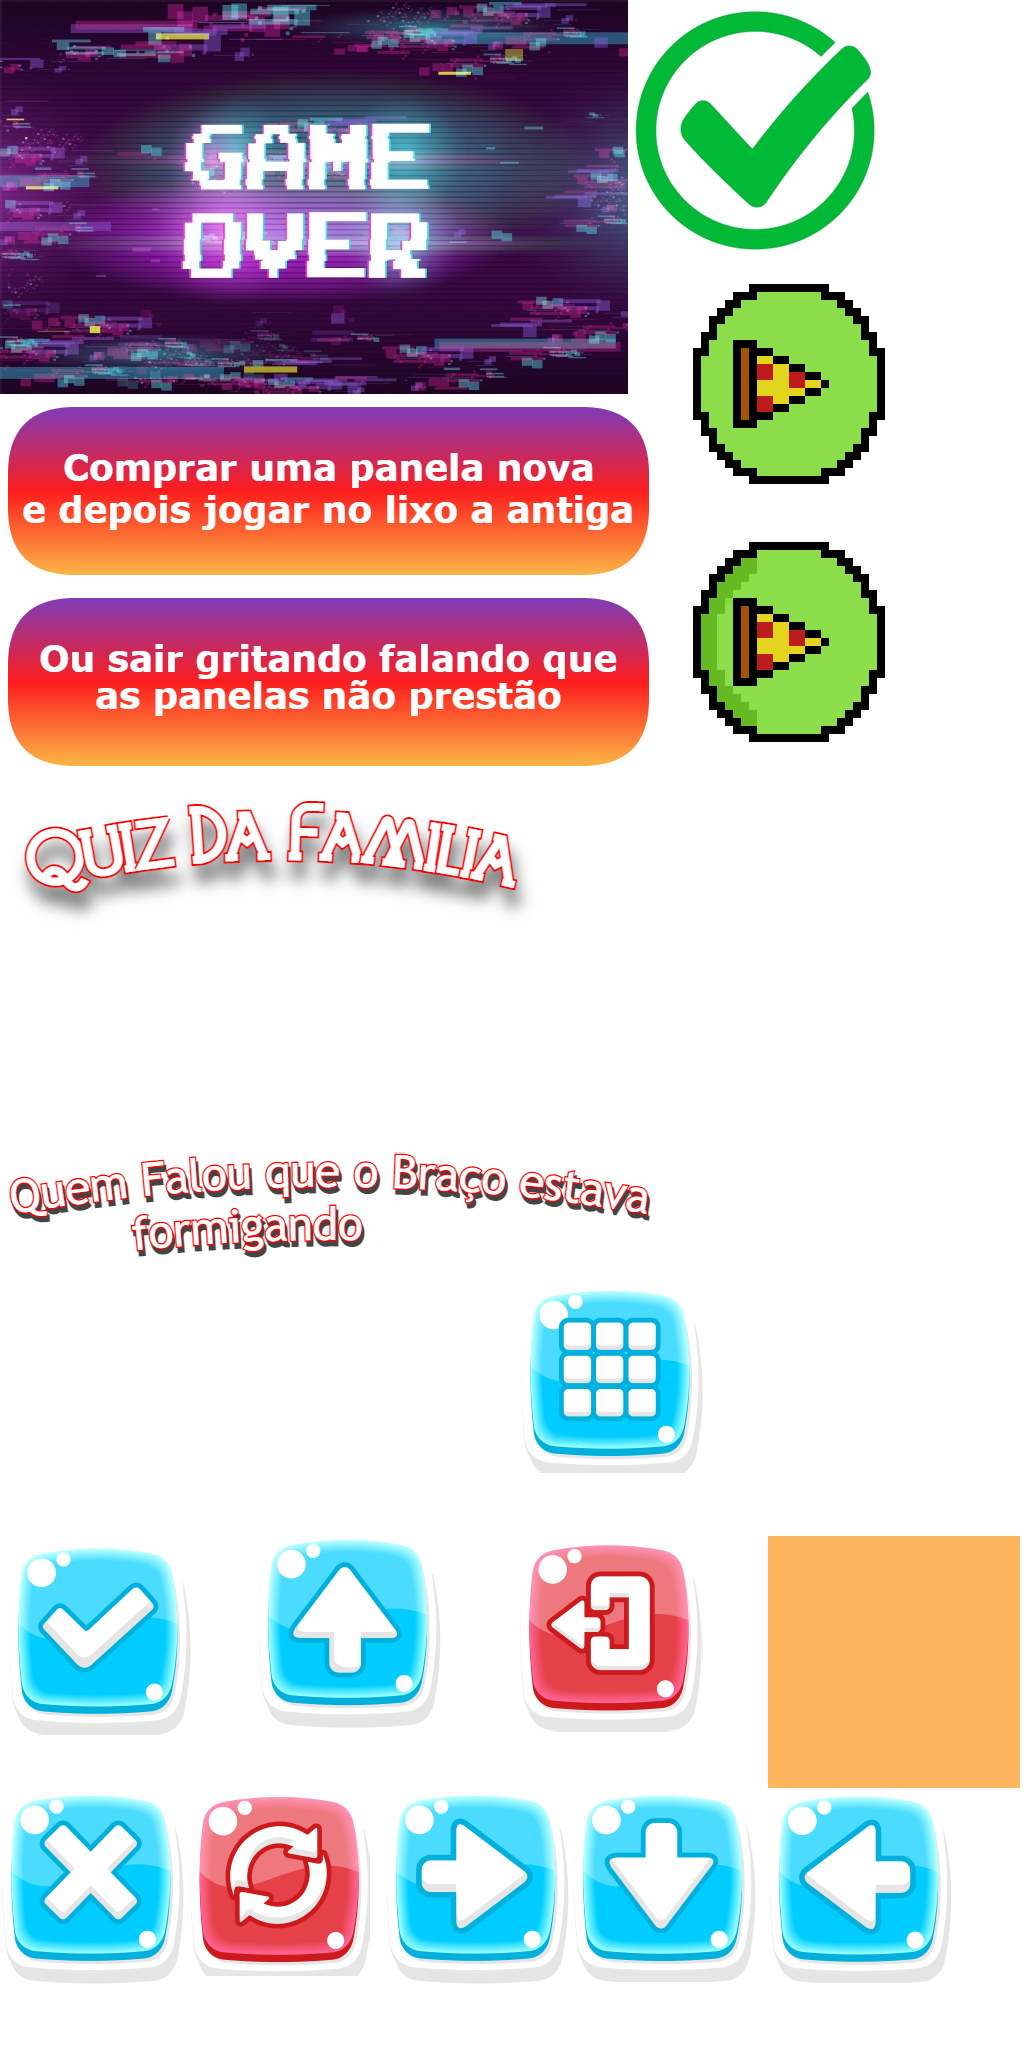 GAME
OVER
Comprar uma panela nova
e depois jogar no lixo a antiga
Ou sair gritando falando que
as panelas não prestão
QUIZ DA FAMILIA
Quem Falou que o Braço estava
formigando